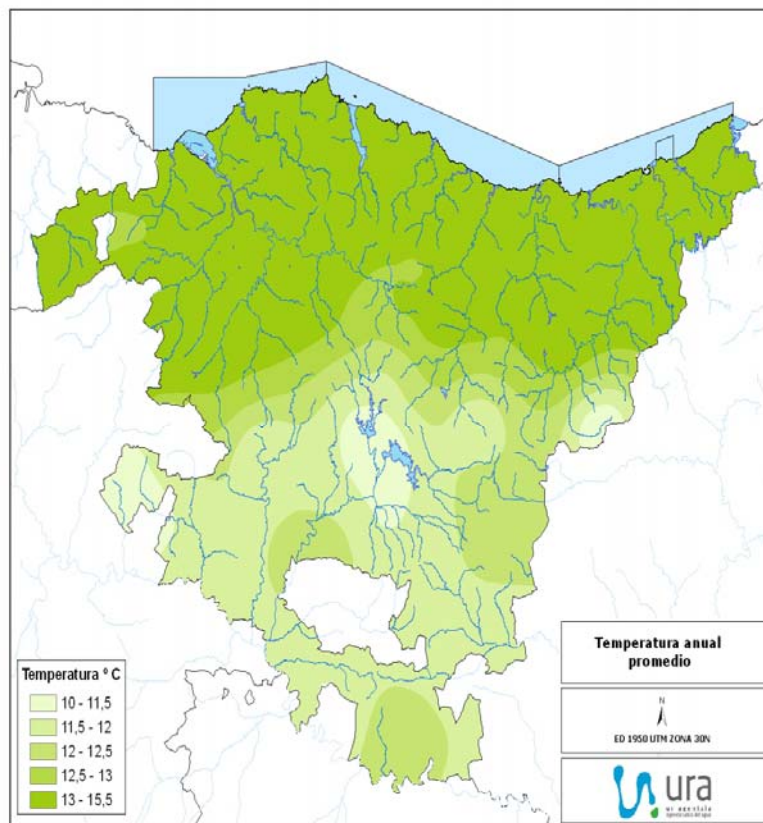 Temperatura º C
10 - 11,5
11,5 - 12
12 - 12,5
12,5 - 13
13 - 15,5
Temperatura anual
promedio
N
ED 1950 UTM ZONA 30N
ura